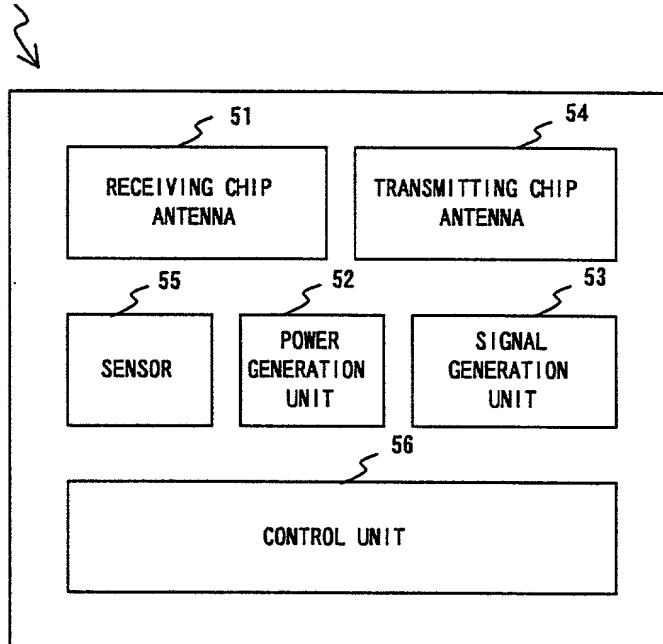 51
54
RECEIVING CHIP
ANTENNA
TRANSMITTING CHIP
ANTENNA
55
52
53
SENSOR
POWER
GENERATION
UNIT
SIGNAL
GENERATION
UNIT
56
CONTROL UNIT